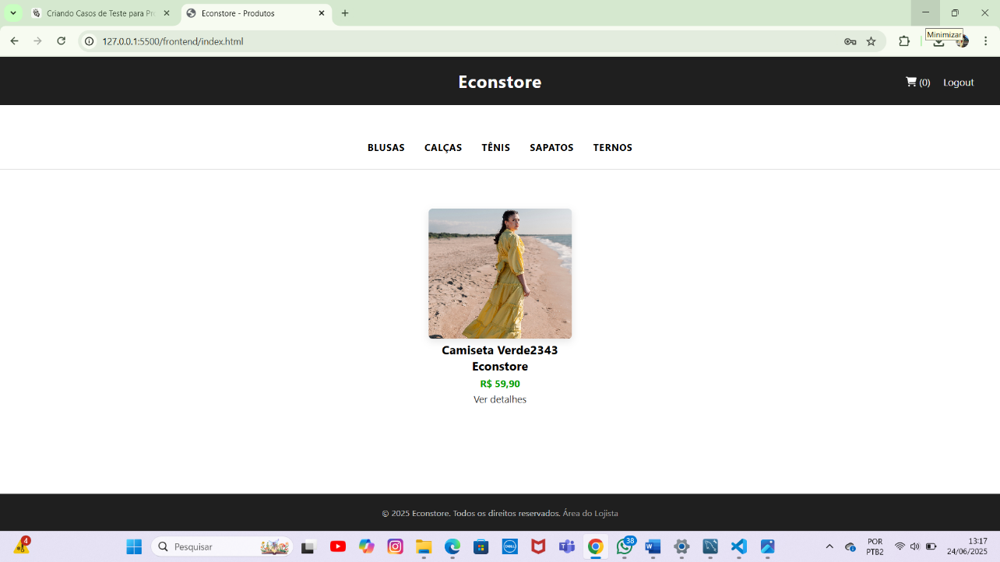 Criando Casos de Teste para Pr
Econstore - Produtos
127.0.0.1:5500/frontend/index.html
Minimizar
Econstore
(0)
Logout
BLUSAS
CALÇAS
TÊNIS
SAPATOS
TERNOS
Camiseta Verde2343
Econstore
R$ 59,90
Ver detalhes
© 2025 Econstore. Todos os direitos reservados. Área do Lojista
4
Pesquisar
DELL
38
POR
PTB2
13:17
24/06/2025